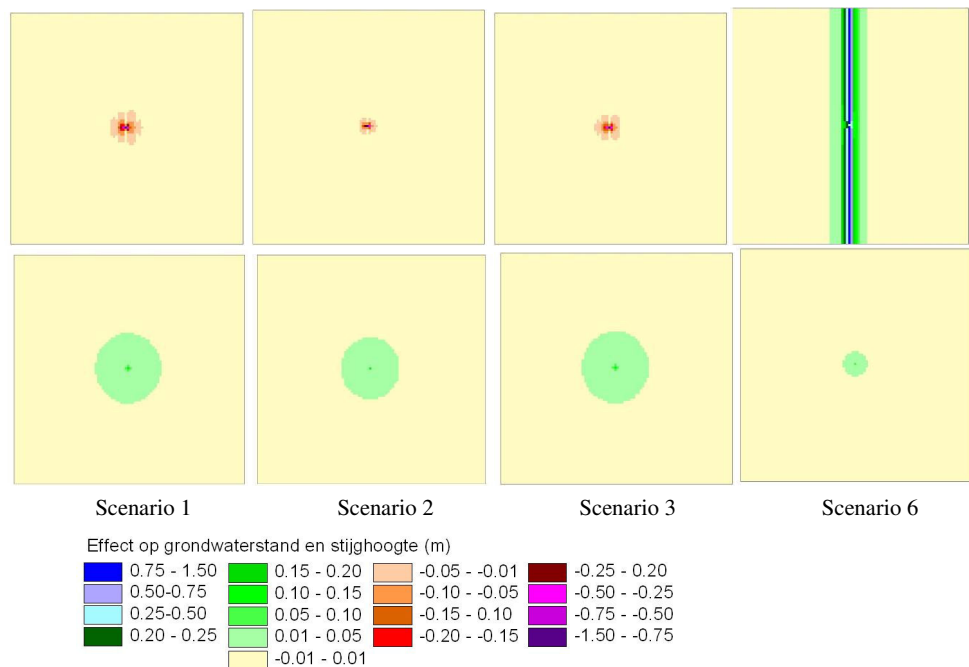 Scenario 1 Scenario 2 Scenario 3 Scenario 6
Effect op grondwaterstand en stijghoogte (m)
0.75 - 1.50 0.15 - 0.20 -0.05 - -0.01 -0.25 - 0.20
0.50-0.75 0.10 - 0.15 -0.10 - -0.05 -0.50 - -0.25
0.25-0.50 0.05 - 0.10 -0.15 - 0.10 -0.75 - -0.50
0.20 - 0.25 0.01 - 0.05 -0.20 - -0.15 -1.50 - -0.75
-0.01 - 0.01